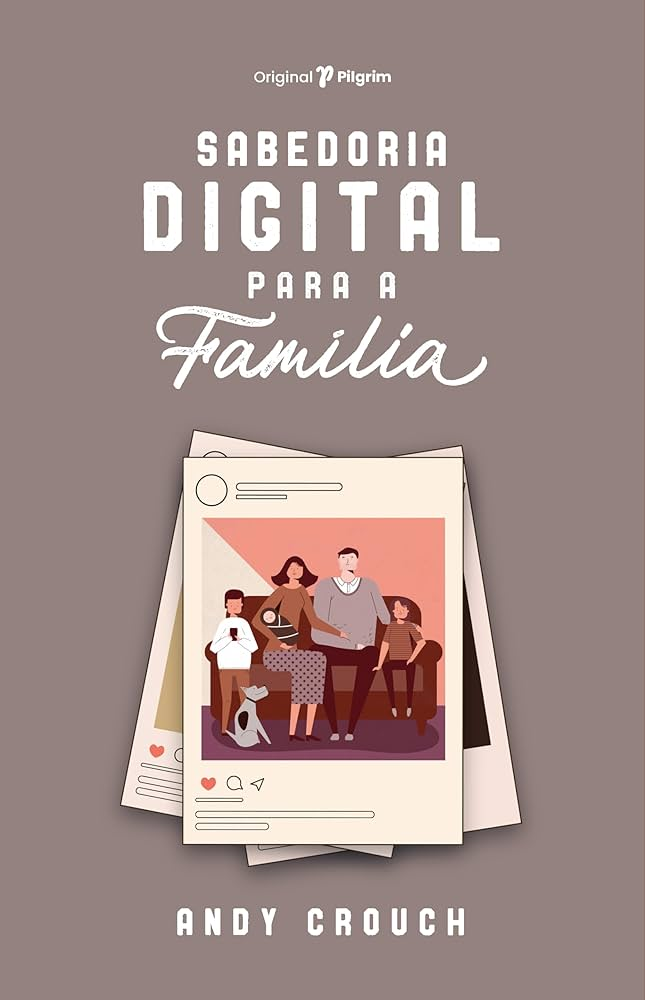 Original Pilgrim
SABEDORIA
DIGITAL
PARA A
Família
ANDY CROUCH